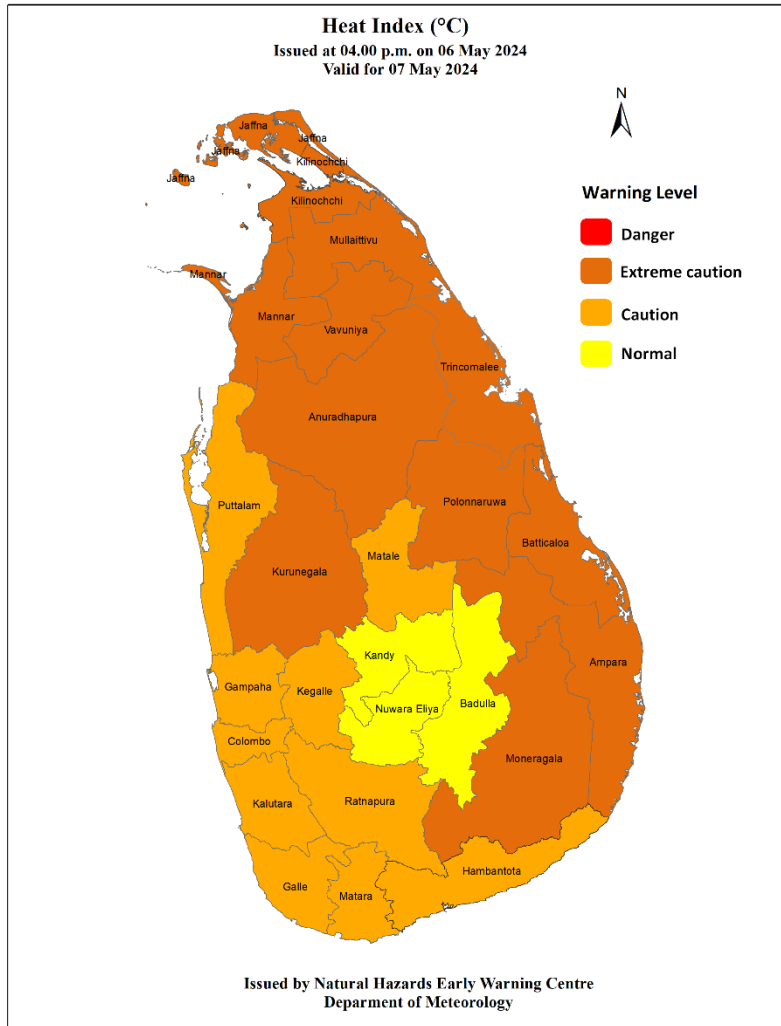 Heat Index (°C)
Issued at 04.00 p.m. on 06 May 2024
Valid for 07 May 2024
N
Warning Level
Danger
Extreme caution
Caution
Normal
Jaffna
Jaffna
Jaffna
Kilinochchi
Jaffna
Kilinochchi
Mullaittivu
Mannar
Mannar
Vavuniya
Trincomalee
Anuradhapura
Puttalam
Polonnaruwa
Batticaloa
Matale
Kurunegala
Kandy
Ampara
Gampaha
Kegalle
Nuwara Eliya
Badulla
Colombo
Moneragala
Kalutara
Ratnapura
Hambantota
Galle
Matara
Issued by Natural Hazards Early Warning Centre
Deparment of Meteorology